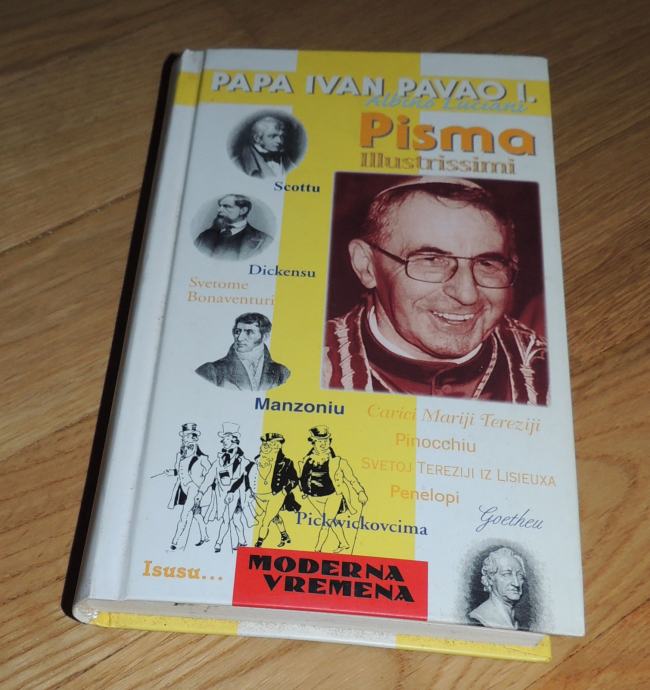 PAPA IVAN PAVAO I.
Albino Luciani
Pisma
Illustrissimi
Scottu
Dickensu
Svetome
Bonaventuri
Manzoniu
Carici Mariji Tereziji
Pinocchiu
SVETOJ TEREZIJI IZ LISIEUXA
Penelopi
Goetheu
Pickwickovcima
Isusu...
MODERNA
VREMENA